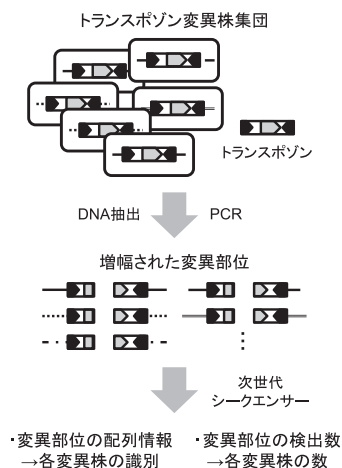 トランスポゾン変異株集団
トランスポゾン
DNA抽出
PCR
増幅された変異部位
次世代
シークエンサー
・変異部位の配列情報
→各変異株の識別
・変異部位の検出数
→各変異株の数